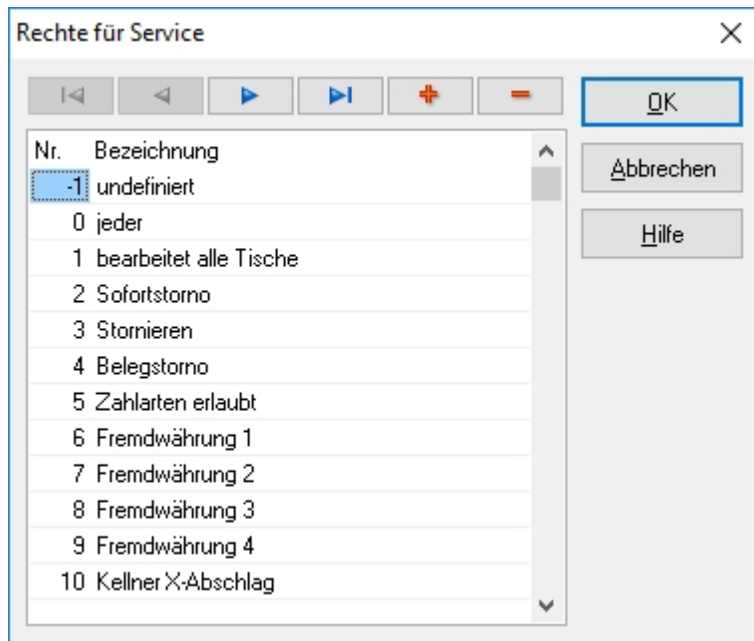 Rechte für Service
OK
Abbrechen
Hilfe
Nr. Bezeichnung
-1 undefiniert
0 jeder
1 bearbeitet alle Tische
2 Sofortstorno
3 Stornieren
4 Belegstorno
5 Zahlarten erlaubt
6 Fremdwährung 1
7 Fremdwährung 2
8 Fremdwährung 3
9 Fremdwährung 4
10 Kellner X-Abschlag